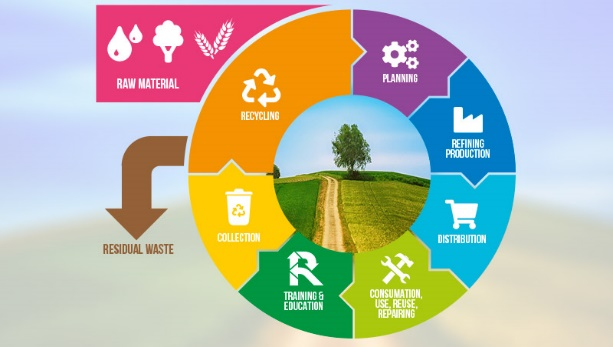 RAW MATERIAL
RECYCLING
PLANNING
REFINING
PRODUCTION
DISTRIBUTION
CONSUMATION,
USE, REUSE,
REPAIRING
TRAINING &
EDUCATION
COLLECTION
RESIDUAL WASTE